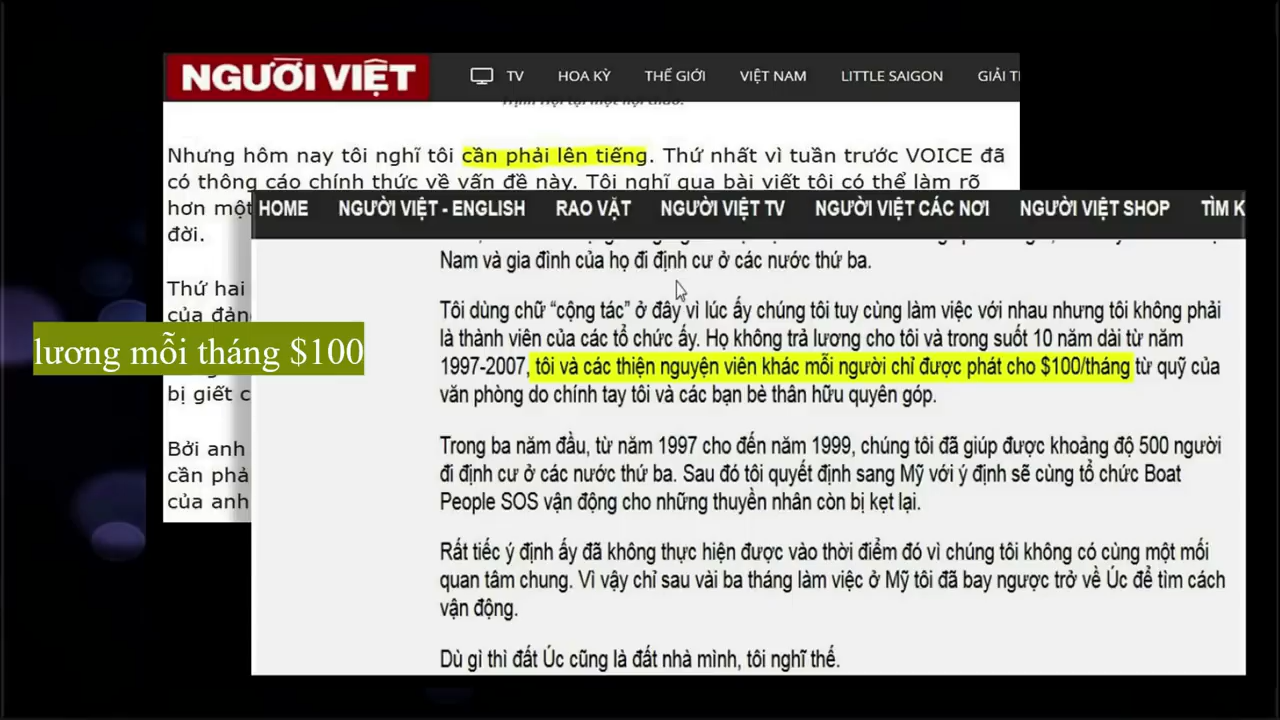 NGƯỜI VIỆT
TV HOA KỲ THẾ GIỚI VIỆT NAM LITTLE SAIGON GIẢI
Nhưng hôm nay tôi nghĩ tôi cần phải lên tiếng. Thứ nhất vì tuần trước VOICE đã
có thông cáo chính thức về vấn đề này. Tôi nghĩ qua bài viết tôi có thể làm rõ
hơn một
đời.
Thứ hai
của đảng
bị giết
Bởi anh
cần phả
của anh
lương mỗi tháng $100
HOME NGƯỜI VIỆT - ENGLISH RAO VẶT NGƯỜI VIỆT TV NGƯỜI VIỆT CÁC NƠI NGƯỜI VIỆT SHOP TÌM K
Nam và gia đình của họ đi định cư ở các nước thứ ba.
Tôi dùng chữ “cộng tác” ở đây vì lúc ấy chúng tôi tuy cùng làm việc với nhau nhưng tôi không phải
là thành viên của các tổ chức ấy. Họ không trả lương cho tôi và trong suốt 10 năm dài từ năm
1997-2007, tôi và các thiện nguyện viên khác mỗi người chỉ được phát cho $100/tháng từ quỹ của
văn phòng do chính tay tôi và các bạn bè thân hữu quyên góp.
Trong ba năm đầu, từ năm 1997 cho đến năm 1999, chúng tôi đã giúp được khoảng độ 500 người
đi định cư ở các nước thứ ba. Sau đó tôi quyết định sang Mỹ với ý định sẽ cùng tổ chức Boat
People SOS vận động cho những thuyền nhân còn bị kẹt lại.
Rất tiếc ý định ấy đã không thực hiện được vào thời điểm đó vì chúng tôi không có cùng một mối
quan tâm chung. Vì vậy chỉ sau vài ba tháng làm việc ở Mỹ tôi đã bay ngược trở về Úc để tìm cách
vận động.
Dù gì thì đất Úc cũng là đất nhà mình, tôi nghĩ thế.